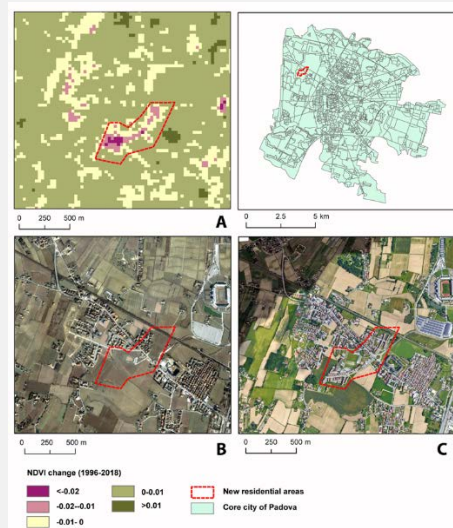 0 250 500 m
A
0 2.5 5 km
B
C
0 250 500 m
0 250 500 m
NDVI change (1996-2018)
<-0.02
-0.02--0.01
-0.01- 0
0-0.01
>0.01
New residential areas
Core city of Padova